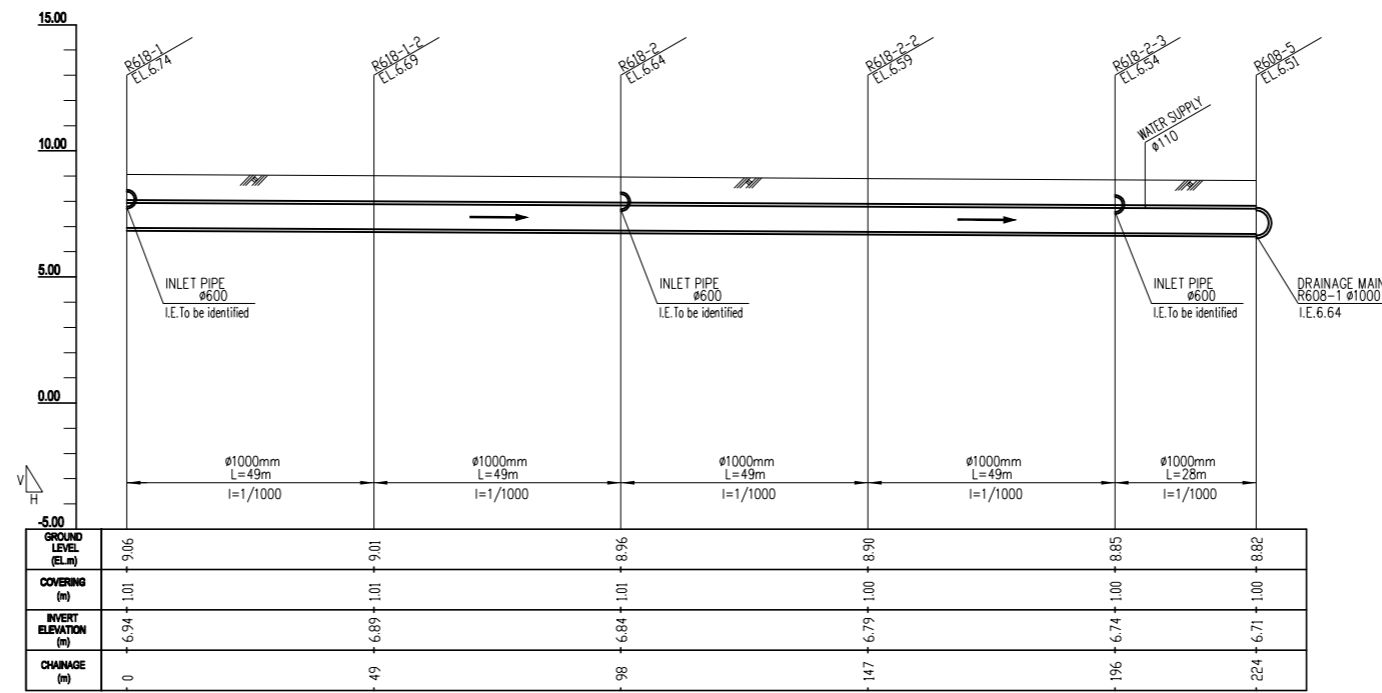 15.00
10.00
5.00
0.00
-5.00
R618-1
EL.6.74
R618-1-2
EL.6.69
R618-2
EL.6.64
R618-2-2
EL.6.59
R618-2-3
EL.6.54
R608-5
EL.6.51
WATER SUPPLY
ø110
INLET PIPE
ø600
I.E.To be identified
INLET PIPE
ø600
I.E.To be identified
INLET PIPE
ø600
I.E.To be identified
DRAINAGE MAIN
R608-1 ø1000
I.E.6.64
V
H
ø1000mm
L=49m
I=1/1000
ø1000mm
L=49m
I=1/1000
ø1000mm
L=49m
I=1/1000
ø1000mm
L=49m
I=1/1000
ø1000mm
L=28m
I=1/1000
GROUND
LEVEL
(EL.m)
9.06 9.01 8.96 8.90 8.85 8.82
COVERING
(m)
1.01 1.01 1.01 1.00 1.00 1.00
INVERT
ELEVATION
(m)
6.94 6.89 6.84 6.79 6.74 6.71
CHAINAGE
(m)
0 49 98 147 196 224